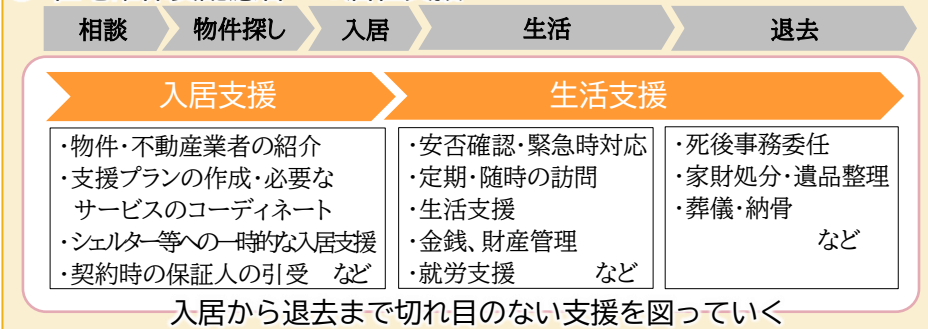 相談 物件探し 入居 生活 退去
入居支援 生活支援
・物件・不動産業者の紹介
・支援プランの作成・必要な
サービスのコーディネート
・シェルター等への一時的な入居支援
・契約時の保証人の引受 など
・安否確認・緊急時対応
・定期・随時の訪問
・生活支援
・金銭、財産管理
・就労支援 など
・死後事務委任
・家財処分・遺品整理
・葬儀・納骨
など
入居から退去まで切れ目のない支援を図っていく